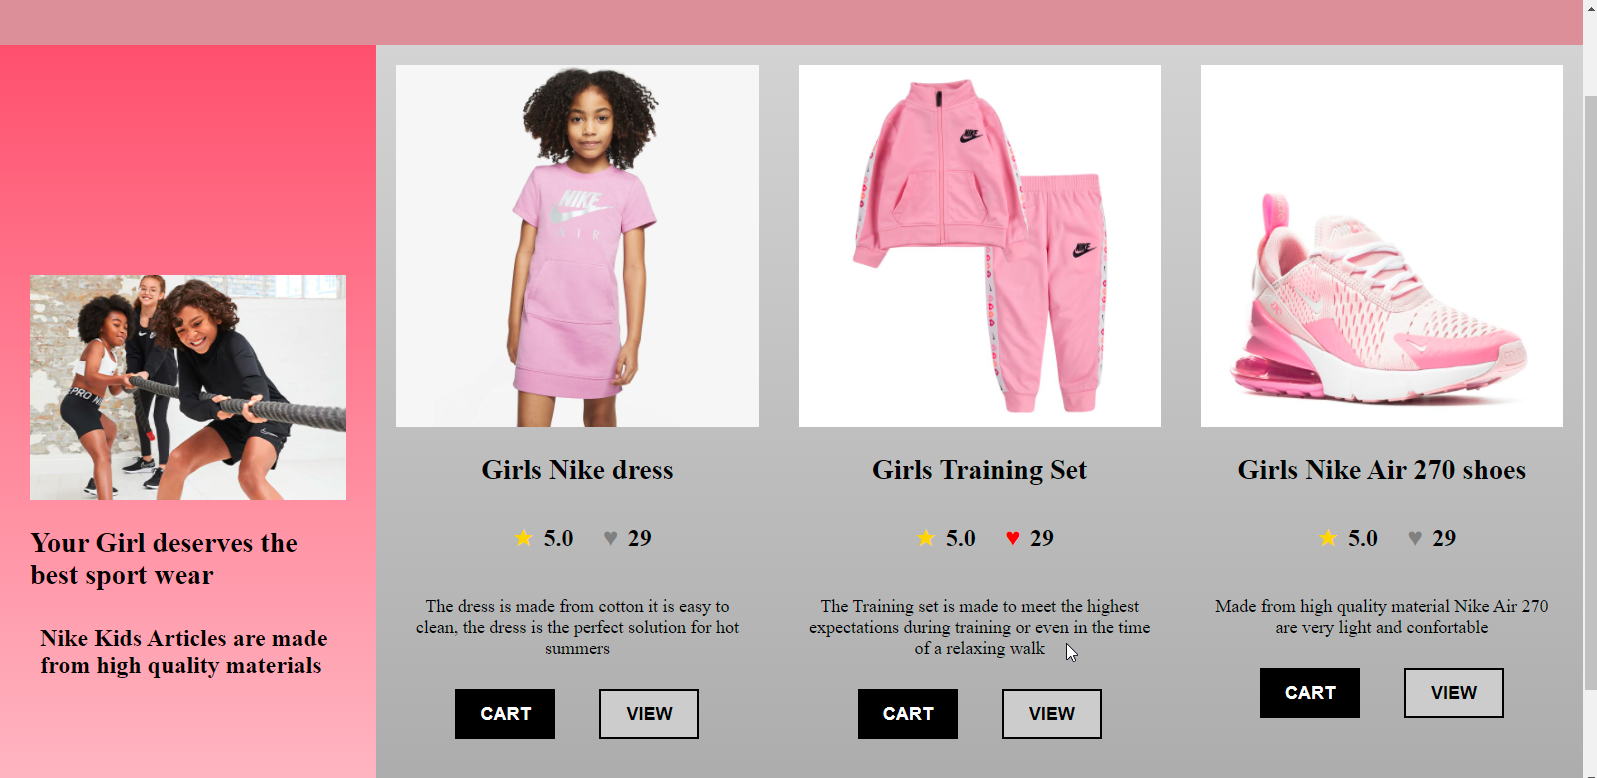 NIKE
AIR
NIKE
NIKE
PRO
Your Girl deserves the
best sport wear
Nike Kids Articles are made
from high quality materials
Girls Nike dress
★ 5.0 ♥ 29
The dress is made from cotton it is easy to
clean, the dress is the perfect solution for hot
summers
CART
VIEW
Girls Training Set
★ 5.0 ♥ 29
The Training set is made to meet the highest
expectations during training or even in the time
of a relaxing walk
CART
VIEW
Girls Nike Air 270 shoes
★ 5.0 ♥ 29
Made from high quality material Nike Air 270
are very light and confortable
CART
VIEW